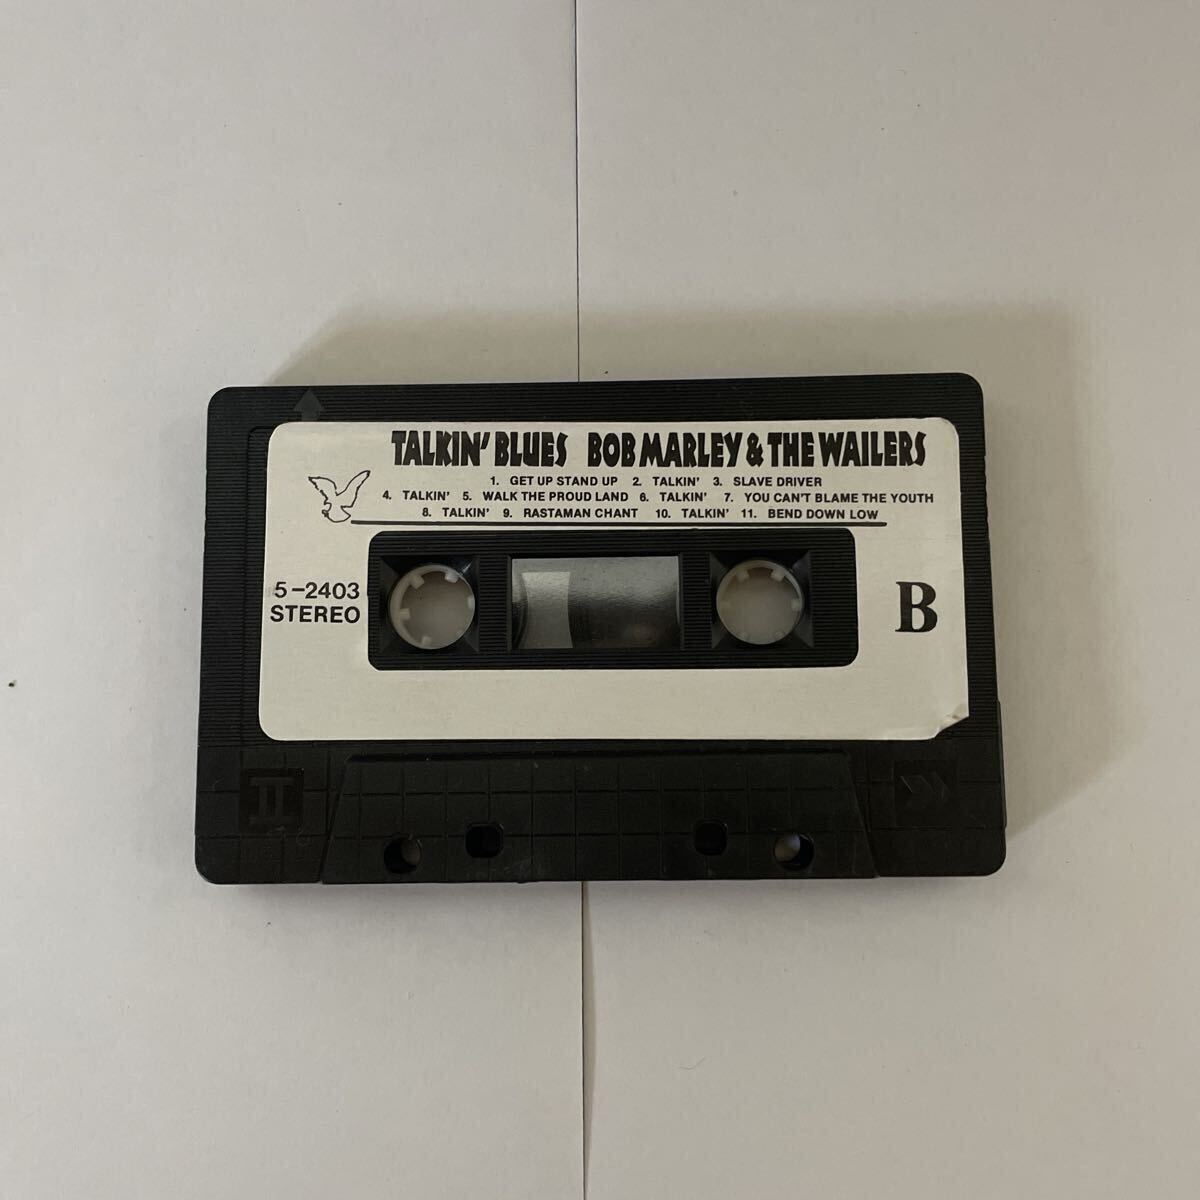 TALKIN' BLUES BOB MARLEY & THE WAILERS
1. GET UP STAND UP 2. TALKIN' 3. SLAVE DRIVER
4. TALKIN' 5. WALK THE PROUD LAND 6. TALKIN' 7. YOU CAN'T BLAME THE YOUTH
8. TALKIN' 9. RASTAMAN CHANT 10. TALKIN' 11. BEND DOWN LOW
5-2403
STEREO
B
II